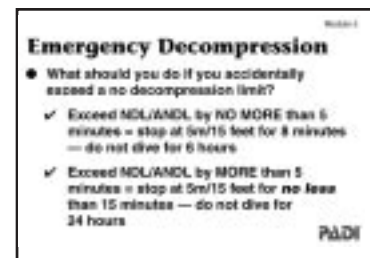 Emergency Decompression
● What should you do if you accidentally
exceed a no decompression limit?
✔ Exceed NDL/ANDL by NO MORE than 5
minutes = stop at 5m/15 feet for 8 minutes
— do not dive for 6 hours
✔ Exceed NDL/ANDL by MORE than 5
minutes = stop at 5m/15 feet for no less
than 15 minutes — do not dive for
24 hours
PADI